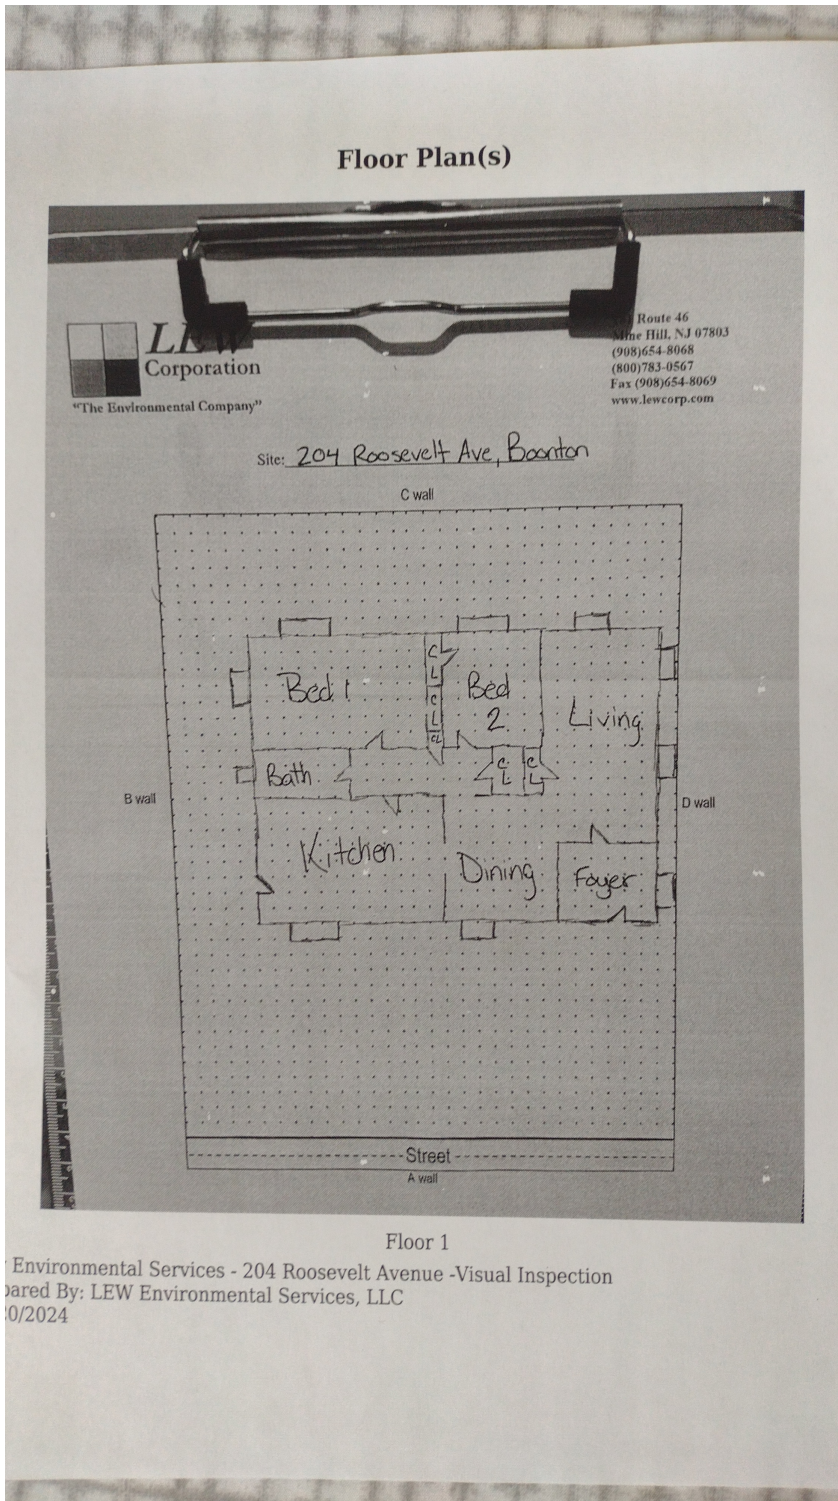 Floor Plan(s)
LEW
Corporation
"The Environmental Company"
Route 46
Mine Hill, NJ 07803
(908)654-8068
(800)783-0567
Fax (908)654-8069
www.lewcorp.com
Site: 204 Roosevelt Ave, Boonton
C wall
Bed 1
CL
CL
CL
Bed 2
Living
Bath
CL
CL
B wall
D wall
Kitchen
Dining
Foyer
Street
A wall
Floor 1
Environmental Services - 204 Roosevelt Avenue -Visual Inspection
pared By: LEW Environmental Services, LLC
0/2024